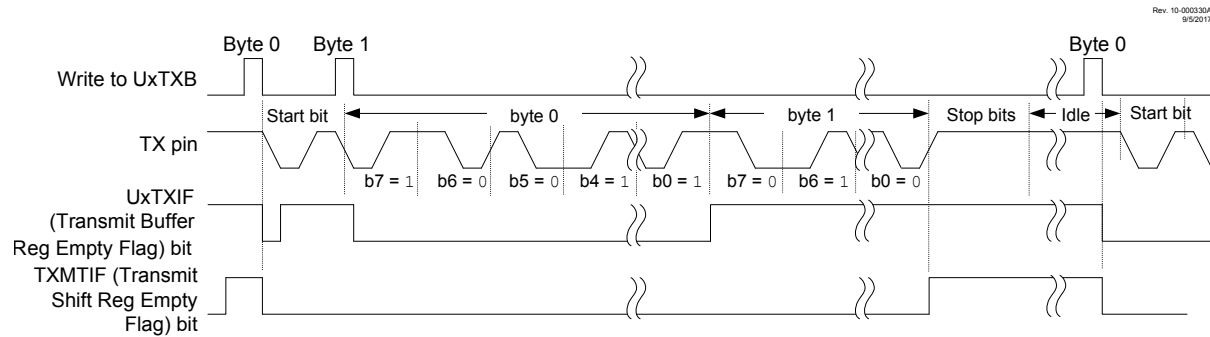 Rev. 10-000330A
9/5/2017
Byte 0 Byte 1 Byte 0
Write to UxTXB
Start bit byte 0 byte 1 Stop bits Idle Start bit
TX pin
b7 = 1 b6 = 0 b5 = 0 b4 = 1 b0 = 1 b7 = 0 b6 = 1 b0 = 0
UxTXIF
(Transmit Buffer
Reg Empty Flag) bit
TXMTIF (Transmit
Shift Reg Empty
Flag) bit